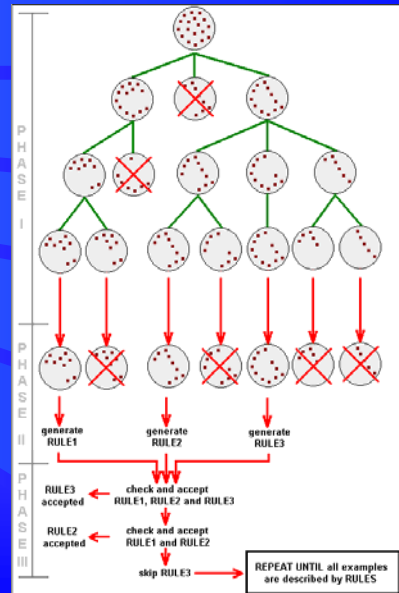 PHASE I
PHASE II
generate
RULE1
generate
RULE2
generate
RULE3
PHASE III
RULE3
accepted
check and accept
RULE1, RULE2 and RULE3
RULE2
accepted
check and accept
RULE1 and RULE2
skip RULE3
REPEAT UNTIL all examples
are described by RULES